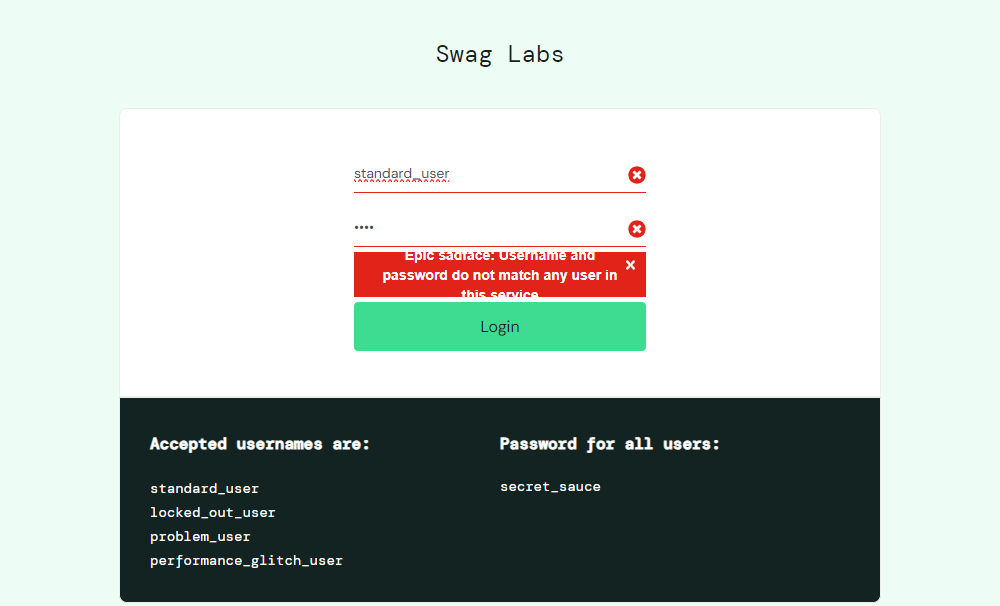 Swag Labs
standard_user
••••
Epic sadface: Username and
password do not match any user in
this service
Login
Accepted usernames are:
standard_user
locked_out_user
problem_user
performance_glitch_user
Password for all users:
secret_sauce